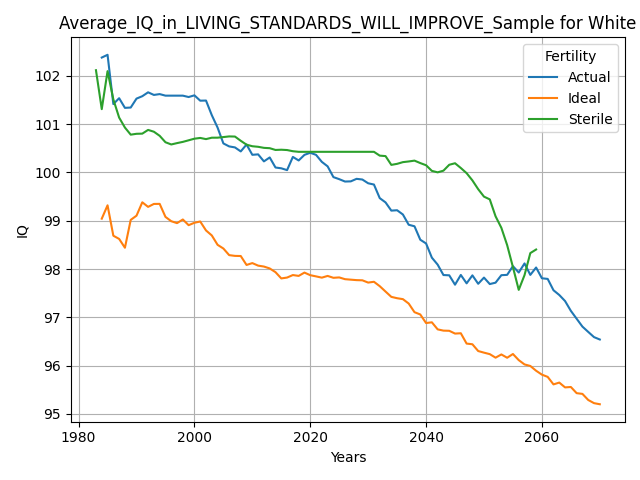 Average_IQ_in_LIVING_STANDARDS_WILL_IMPROVE_Sample for White
Fertility
Actual
Ideal
Sterile
102
101
100
99
98
97
96
95
IQ
1980
2000
2020
2040
2060
Years